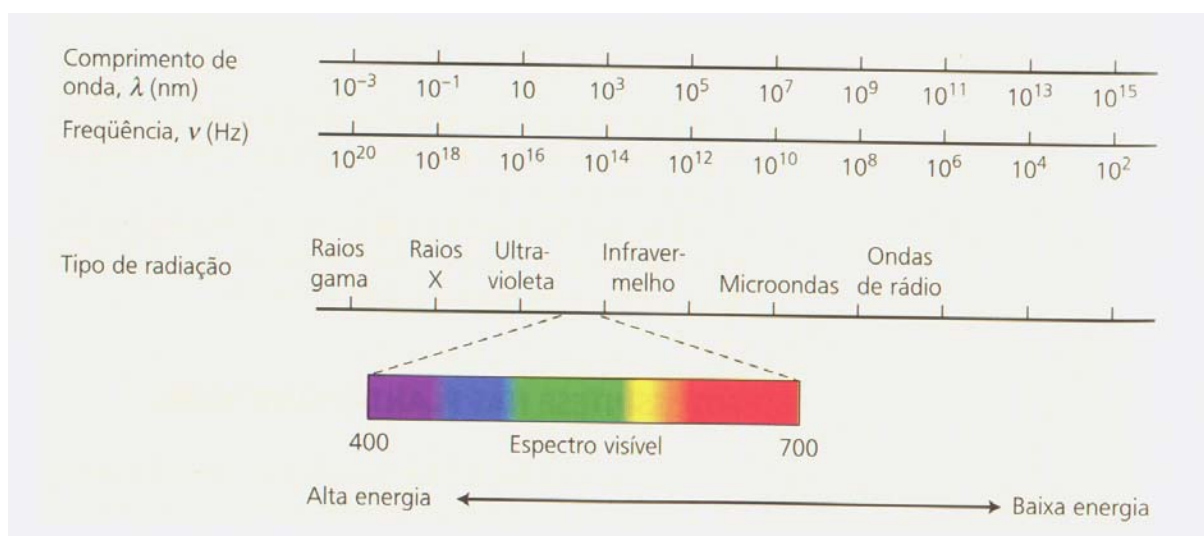 Comprimento de
onda, λ (nm)
10⁻³ 10⁻¹ 10 10³ 10⁵ 10⁷ 10⁹ 10¹¹ 10¹³ 10¹⁵
Freqüência, ν (Hz)
10²⁰ 10¹⁸ 10¹⁶ 10¹⁴ 10¹² 10¹⁰ 10⁸ 10⁶ 10⁴ 10²
Tipo de radiação
Raios
gama
Raios
X
Ultra-
violeta
Infraver-
melho
Microondas
Ondas
de rádio
400 Espectro visível 700
Alta energia Baixa energia